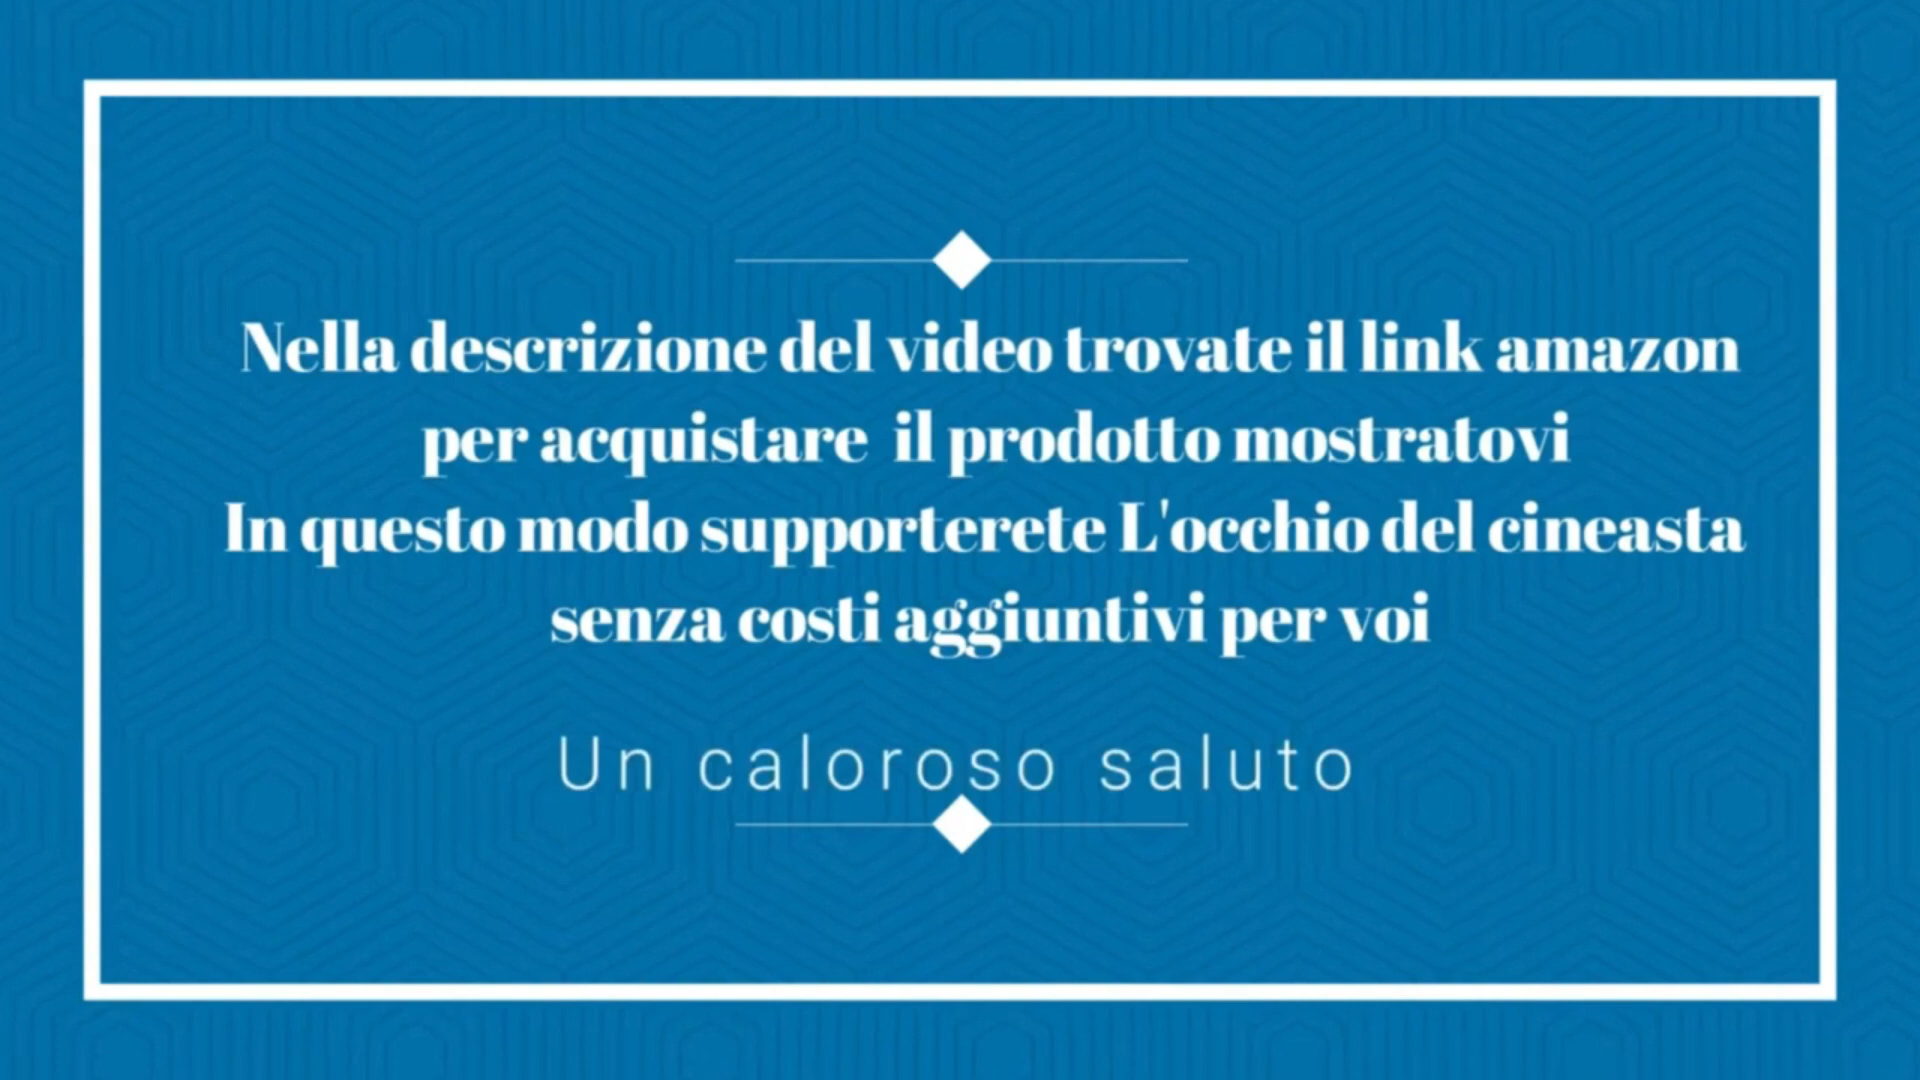 Nella descrizione del video trovate il link amazon
per acquistare il prodotto mostratovi
In questo modo supporterete L'occhio del cineasta
senza costi aggiuntivi per voi
Un caloroso saluto